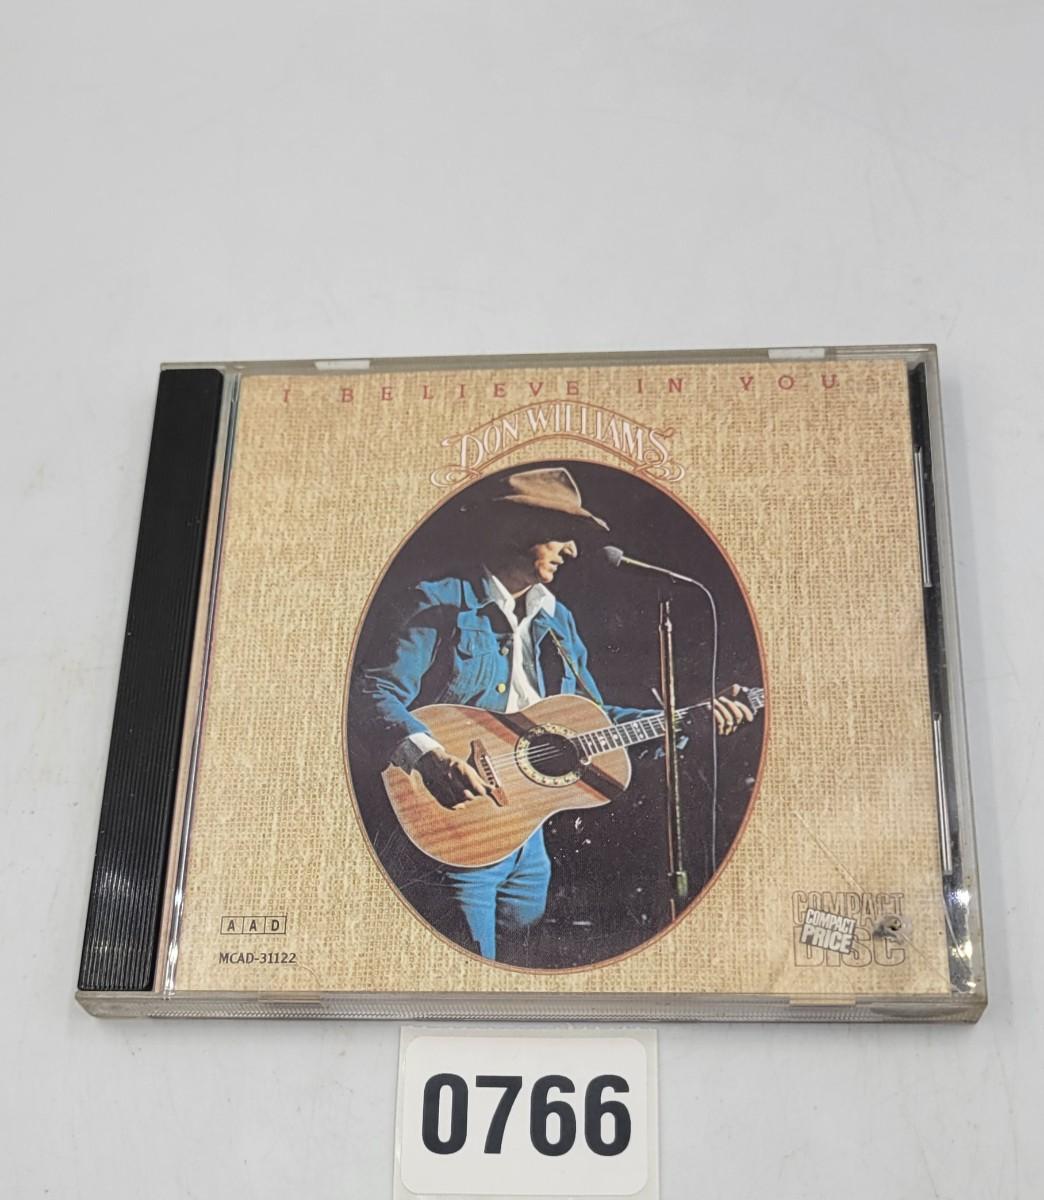 I BELIEVE IN YOU
DON WILLIAMS
AAD
MCAD-31122
COMPACT
COMPACT
PRICE
DISC
0766